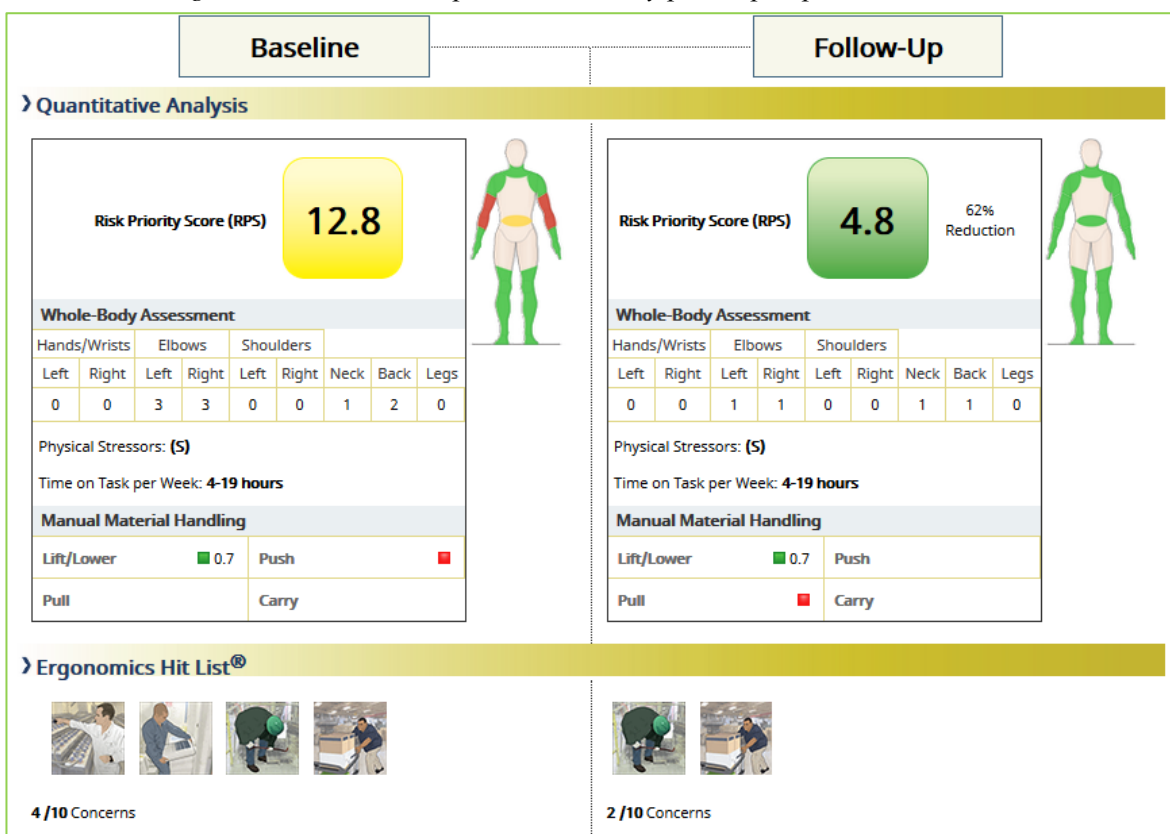 Baseline
Follow-Up
Quantitative Analysis
Risk Priority Score (RPS)
12.8
Whole-Body Assessment
Hands/Wrists Elbows Shoulders
Left Right Left Right Left Right Neck Back Legs
0 0 3 3 0 0 1 2 0
Physical Stressors: (S)
Time on Task per Week: 4-19 hours
Manual Material Handling
Lift/Lower 0.7 Push
Pull Carry
Risk Priority Score (RPS)
4.8
62%
Reduction
Whole-Body Assessment
Hands/Wrists Elbows Shoulders
Left Right Left Right Left Right Neck Back Legs
0 0 1 1 0 0 1 1 0
Physical Stressors: (S)
Time on Task per Week: 4-19 hours
Manual Material Handling
Lift/Lower 0.7 Push
Pull Carry
Ergonomics Hit List®
4 /10 Concerns
2 /10 Concerns